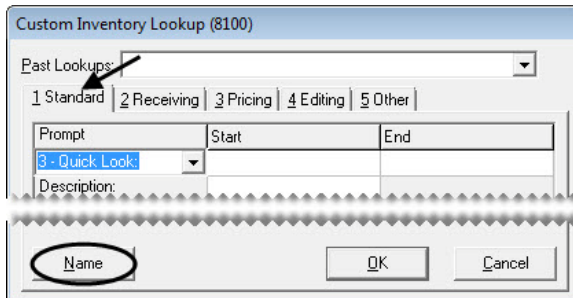 Custom Inventory Lookup (8100)
Past Lookups:
1 Standard 2 Receiving 3 Pricing 4 Editing 5 Other
Prompt Start End
3 - Quick Look:
Description:
Name OK Cancel